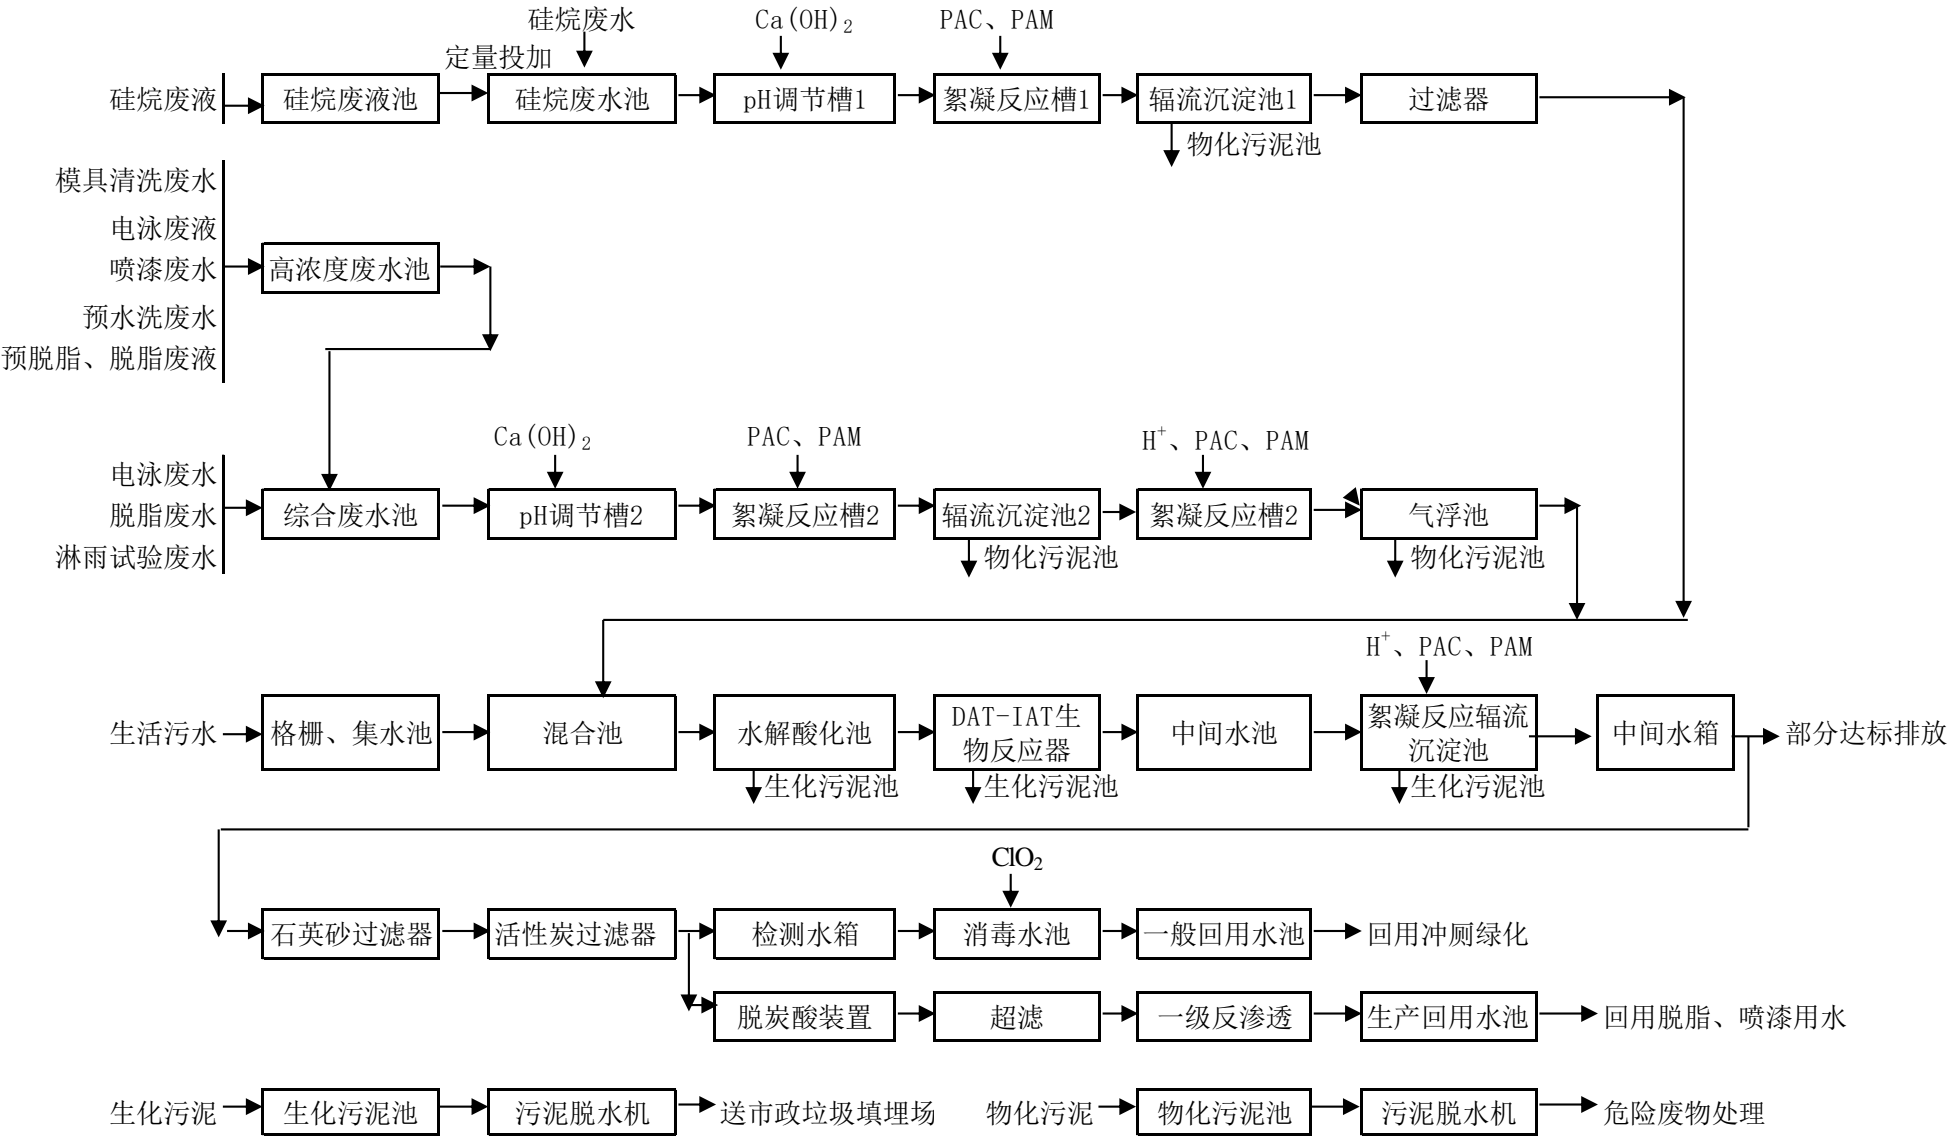 硅烷废水
Ca(OH)2
PAC、PAM
定量投加
硅烷废液
硅烷废液池
硅烷废水池
pH调节槽1
絮凝反应槽1
辐流沉淀池1
过滤器
物化污泥池
模具清洗废水
电泳废液
喷漆废水
高浓度废水池
预水洗废水
预脱脂、脱脂废液
Ca(OH)2
PAC、PAM
H+、PAC、PAM
电泳废水
脱脂废水
淋雨试验废水
综合废水池
pH调节槽2
絮凝反应槽2
辐流沉淀池2
絮凝反应槽2
气浮池
物化污泥池
物化污泥池
H+、PAC、PAM
生活污水
格栅、集水池
混合池
水解酸化池
DAT-IAT生
物反应器
中间水池
絮凝反应辐流
沉淀池
中间水箱
部分达标排放
生化污泥池
生化污泥池
生化污泥池
ClO2
石英砂过滤器
活性炭过滤器
检测水箱
消毒水池
一般回用水池
回用冲厕绿化
脱炭酸装置
超滤
一级反渗透
生产回用水池
回用脱脂、喷漆用水
生化污泥
生化污泥池
污泥脱水机
送市政垃圾填埋场
物化污泥
物化污泥池
污泥脱水机
危险废物处理